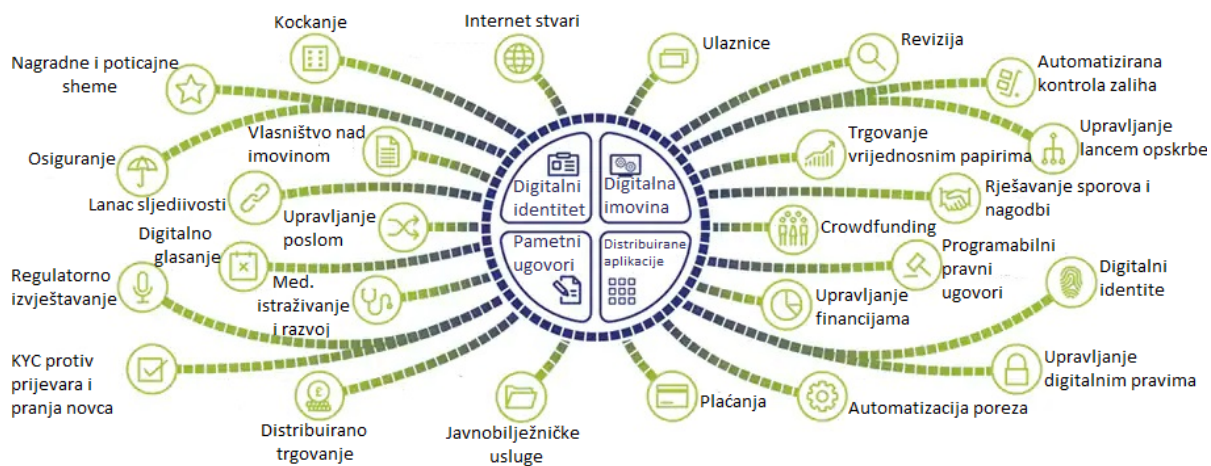 Kockanje
Internet stvari
Ulaznice
Revizija
Nagradne i poticajne
sheme
Automatizirana
kontrola zaliha
Osiguranje
Vlasništvo nad
imovinom
Trgovanje
vrijednosnim papirima
Upravljanje
lancem opskrbe
Lanac sljediivosti
Upravljanje
poslom
Digitalni
identitet
Digitalna
imovina
Crowdfunding
Rješavanje sporova i
nagodbi
Digitalno
glasanje
Pametni
ugovori
Distribuirane
aplikacije
Programabilni
pravni
ugovori
Regulatorno
izvještavanje
Med.
istraživanje
i razvoj
Upravljanje
financijama
Digitalni
identite
KYC protiv
prijevara i
pranja novca
Distribuirano
trgovanje
£
Javnobilježničke
usluge
Plaćanja
Automatizacija poreza
Upravljanje
digitalnim pravima